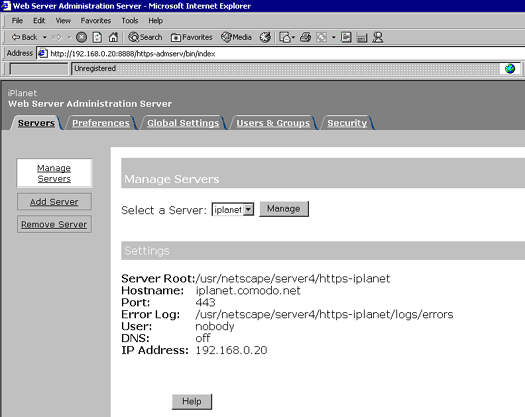 Web Server Administration Server - Microsoft Internet Explorer
File Edit View Favorites Tools Help
Back Search Favorites Media
Address http://192.168.0.20:8888/https-admserv/bin/index
Unregistered
iPlanet
Web Server Administration Server
Servers Preferences Global Settings Users & Groups Security
Manage
Servers
Add Server
Remove Server
Manage Servers
Select a Server: iplanet Manage
Settings
Server Root:/usr/netscape/server4/https-iplanet
Hostname: iplanet.comodo.net
Port: 443
Error Log: /usr/netscape/server4/https-iplanet/logs/errors
User: nobody
DNS: off
IP Address: 192.168.0.20
Help